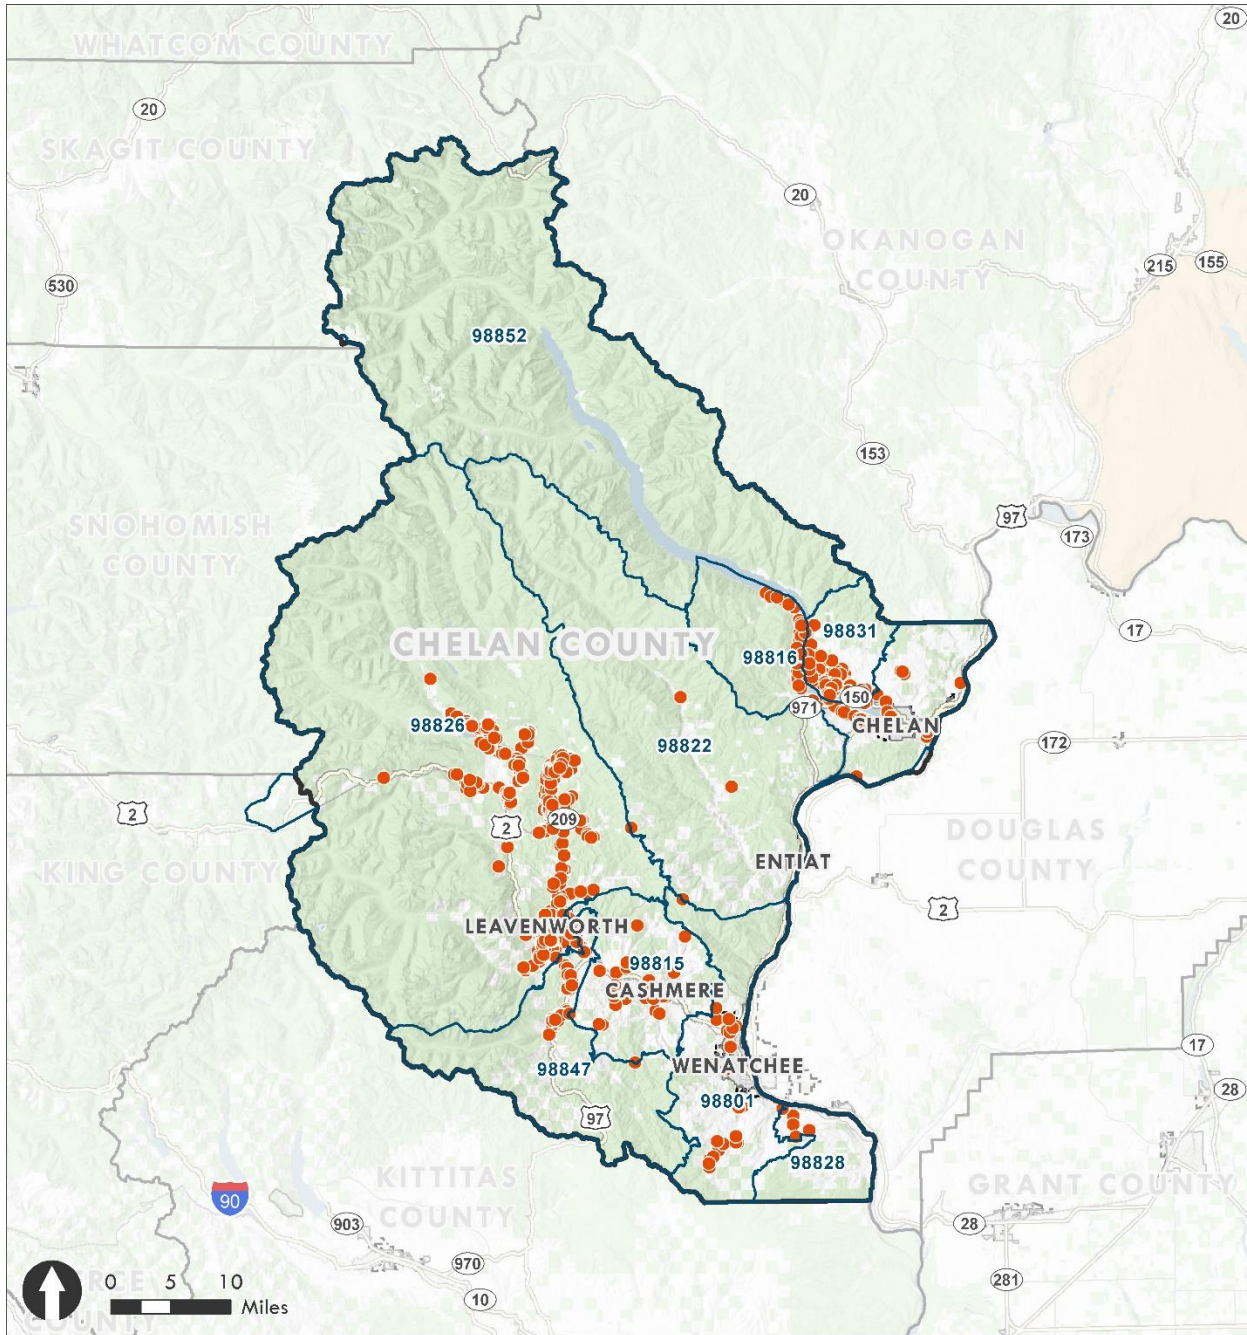 20
WHATCOM COUNTY
20
SKAGIT COUNTY
20
OKANOGAN
COUNTY
215
155
530
98852
153
97
173
SNOHOMISH
COUNTY
17
98831
CHELAN COUNTY
98816
150
971
CHELAN
98826
98822
172
2
2
209
DOUGLAS
COUNTY
ENTIAT
KING COUNTY
2
LEAVENWORTH
98815
CASHMERE
17
WENATCHEE
98847
28
98801
97
98828
KITTITAS
COUNTY
GRANT COUNTY
90
903
28
970
281
10
0 5 10
Miles
COUNTY